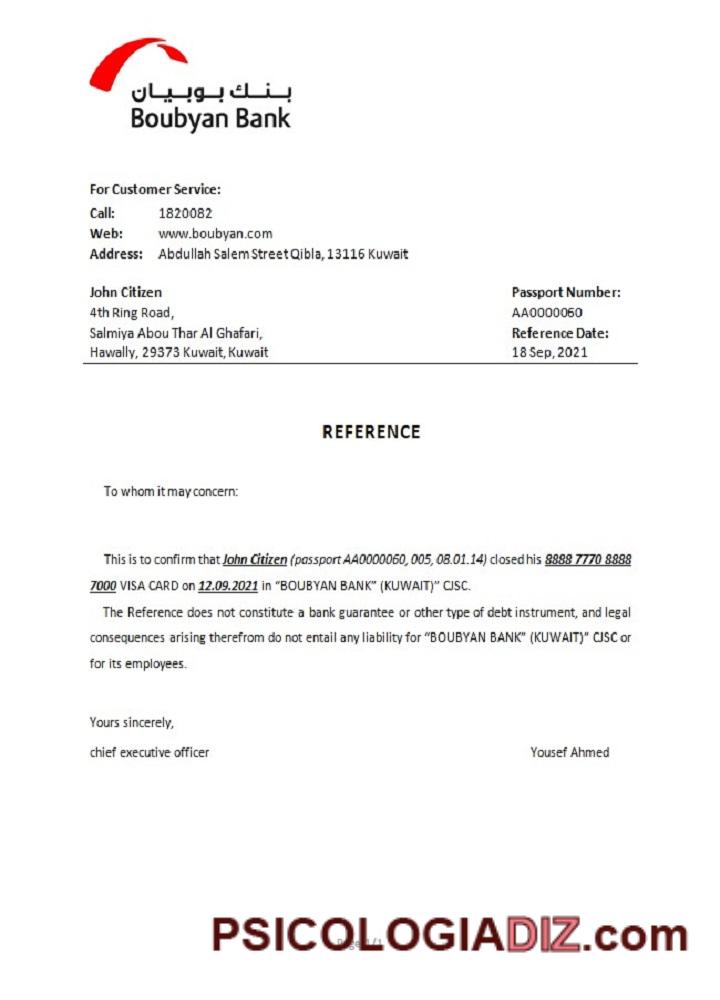 بنك بوبيان
Boubyan Bank
For Customer Service:
Call: 1820082
Web: www.boubyan.com
Address: Abdullah Salem Street Qibla, 13116 Kuwait
John Citizen Passport Number:
4th Ring Road, AA0000060
Salmiya Abou Thar Al Ghafari, Reference Date:
Hawally, 29373 Kuwait, Kuwait 18 Sep, 2021
REFERENCE
To whom it may concern:
This is to confirm that John Citizen (passport AA0000060, 005, 08.01.14) closed his 8888 7770 8888
7000 VISA CARD on 12.09.2021 in “BOUBYAN BANK” (KUWAIT)” CJSC.
The Reference does not constitute a bank guarantee or other type of debt instrument, and legal
consequences arising therefrom do not entail any liability for “BOUBYAN BANK” (KUWAIT)” CJSC or
for its employees.
Yours sincerely,
chief executive officer Yousef Ahmed
PSICOLOGIADIZ.com
Page 1/1